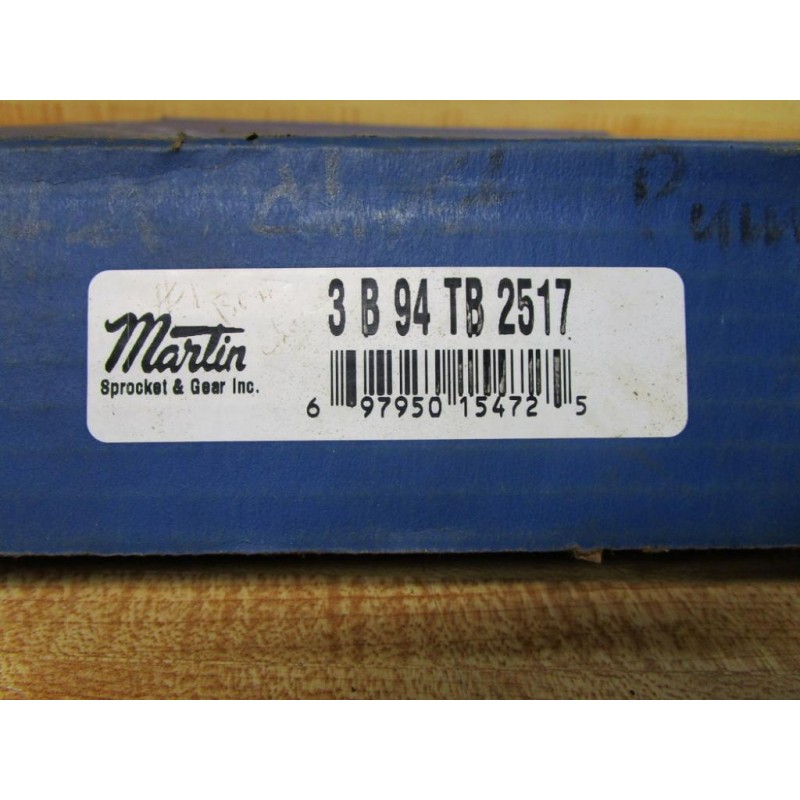 3 B 94 TB 2517
Martin
Sprocket & Gear Inc.
6 97950 15472 5